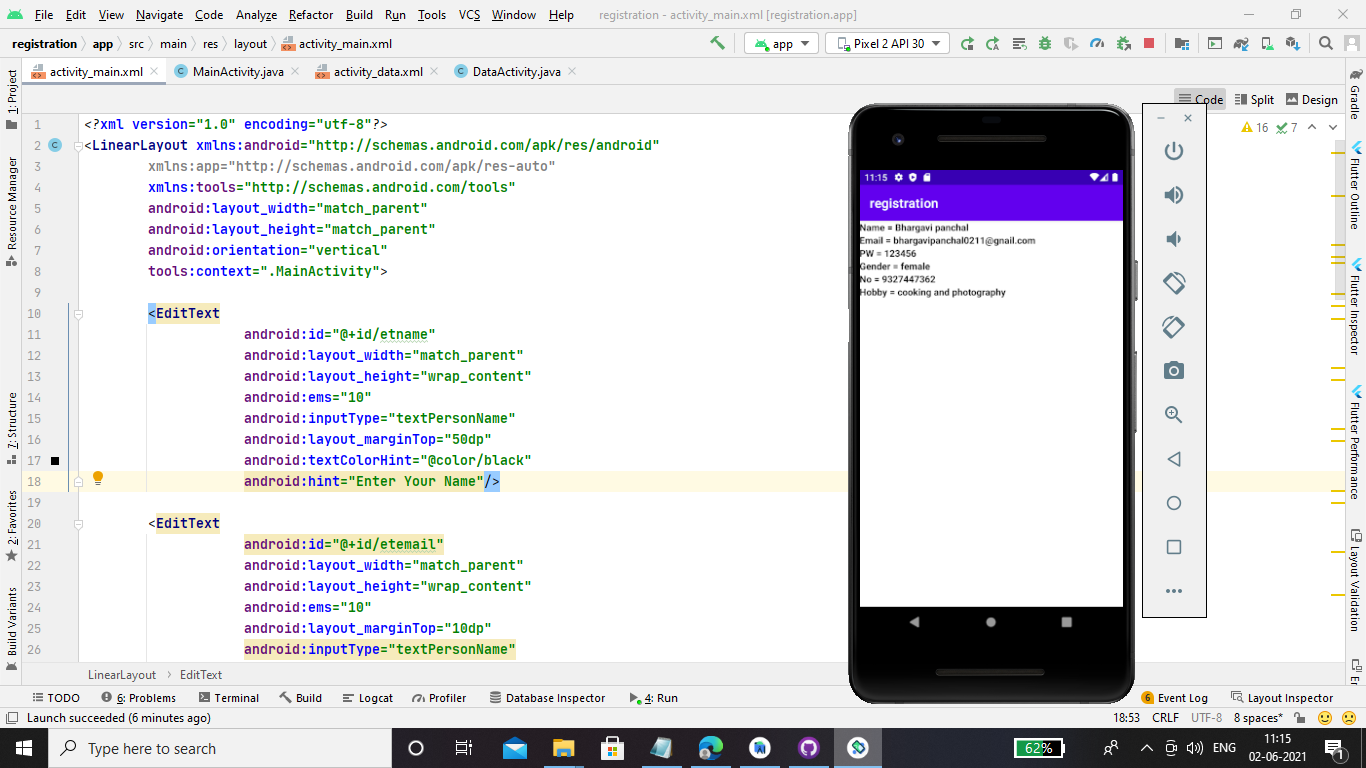 File Edit View Navigate Code Analyze Refactor Build Run Tools VCS Window Help registration - activity_main.xml [registration.app]
registration app src main res layout activity_main.xml app Pixel 2 API 30
activity_main.xml MainActivity.java activity_data.xml DataActivity.java
Code Split Design
16 7
1: Project
Resource Manager
7: Structure
2: Favorites
Build Variants
1 <?xml version="1.0" encoding="utf-8"?>
2 <LinearLayout xmlns:android="http://schemas.android.com/apk/res/android"
3 xmlns:app="http://schemas.android.com/apk/res-auto"
4 xmlns:tools="http://schemas.android.com/tools"
5 android:layout_width="match_parent"
6 android:layout_height="match_parent"
7 android:orientation="vertical"
8 tools:context=".MainActivity">
9
10 <EditText
11 android:id="@+id/etname"
12 android:layout_width="match_parent"
13 android:layout_height="wrap_content"
14 android:ems="10"
15 android:inputType="textPersonName"
16 android:layout_marginTop="50dp"
17 android:textColorHint="@color/black"
18 android:hint="Enter Your Name"/>
19
20 <EditText
21 android:id="@+id/etemail"
22 android:layout_width="match_parent"
23 android:layout_height="wrap_content"
24 android:ems="10"
25 android:layout_marginTop="10dp"
26 android:inputType="textPersonName"
11:15
registration
Name = Bhargavi panchal
Email = bhargavipanchal0211@gnail.com
PW = 123456
Gender = female
No = 9327447362
Hobby = cooking and photography
Gradle
Flutter Outline
Flutter Inspector
Flutter Performance
Layout Validation
LinearLayout EditText
TODO 6: Problems Terminal Build Logcat Profiler Database Inspector 4: Run 6 Event Log Layout Inspector
Launch succeeded (6 minutes ago) 18:53 CRLF UTF-8 8 spaces*
Type here to search 62% ENG 11:15
02-06-2021 1